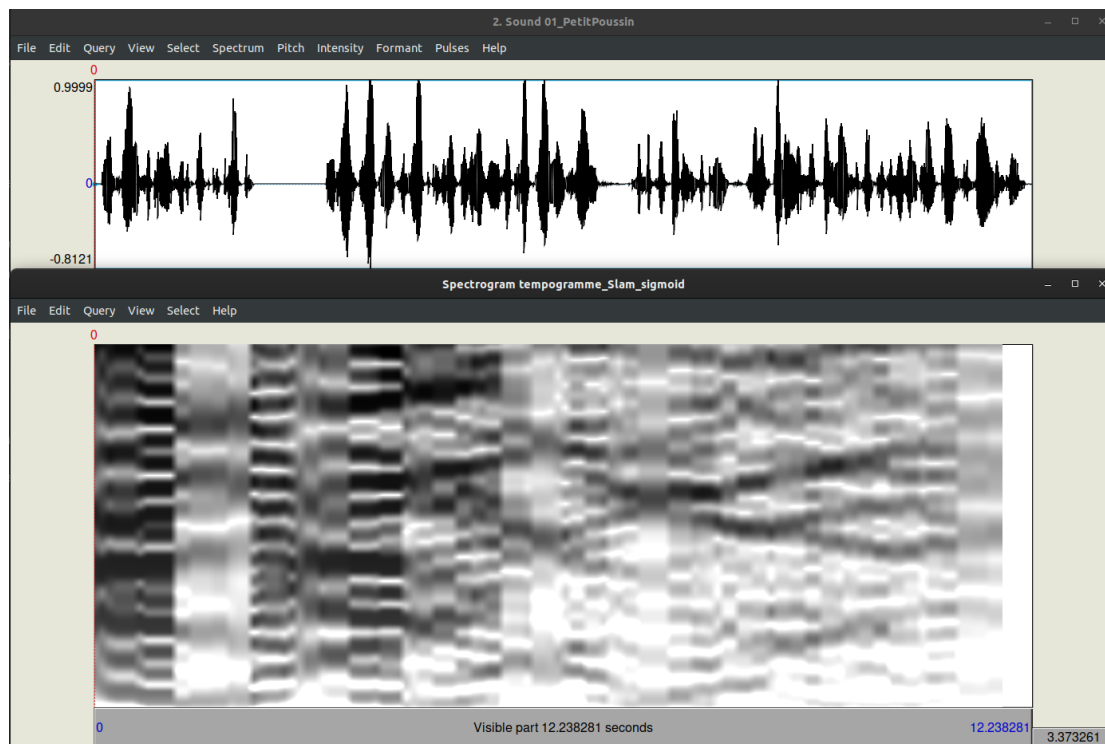 2. Sound 01_PetitPoussin
File Edit Query View Select Spectrum Pitch Intensity Formant Pulses Help
0
0.9999
0
-0.8121
Spectrogram tempogramme_Slam_sigmoid
File Edit Query View Select Help
0
0 Visible part 12.238281 seconds 12.238281
3.373261